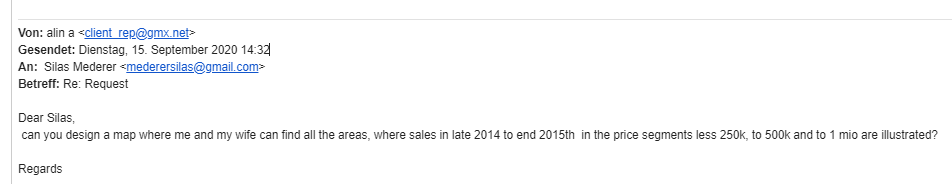 Von: alin a <client_rep@gmx.net>
Gesendet: Dienstag, 15. September 2020 14:32
An: Silas Mederer <mederersilas@gmail.com>
Betreff: Re: Request
Dear Silas,
can you design a map where me and my wife can find all the areas, where sales in late 2014 to end 2015th in the price segments less 250k, to 500k and to 1 mio are illustrated?
Regards